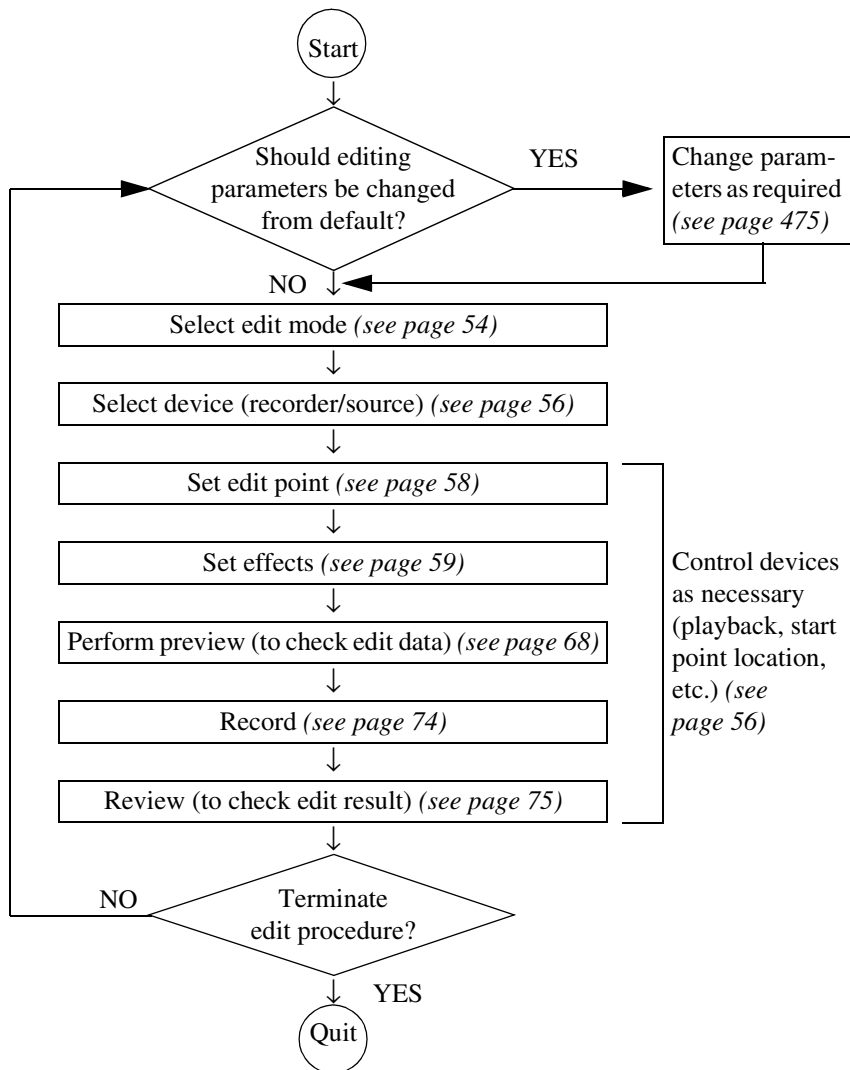 Start
Should editing
parameters be changed
from default?
YES
Change param-
eters as required
(see page 475)
NO
Select edit mode (see page 54)
Select device (recorder/source) (see page 56)
Set edit point (see page 58)
Set effects (see page 59)
Perform preview (to check edit data) (see page 68)
Record (see page 74)
Review (to check edit result) (see page 75)
Control devices
as necessary
(playback, start
point location,
etc.) (see
page 56)
NO
Terminate
edit procedure?
YES
Quit